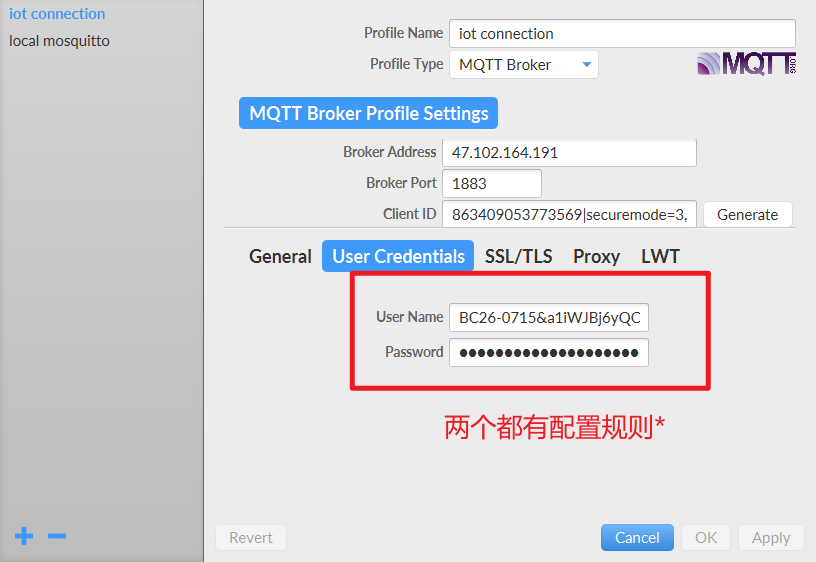 iot connection
local mosquitto
Profile Name iot connection
Profile Type MQTT Broker
MQTT.ORG
MQTT Broker Profile Settings
Broker Address 47.102.164.191
Broker Port 1883
Client ID 863409053773569|securemode=3, Generate
General User Credentials SSL/TLS Proxy LWT
User Name BC26-0715&a1iWJBj6yQC
Password ●●●●●●●●●●●●●●●●●●●●
两个都有配置规则*
Revert Cancel OK Apply